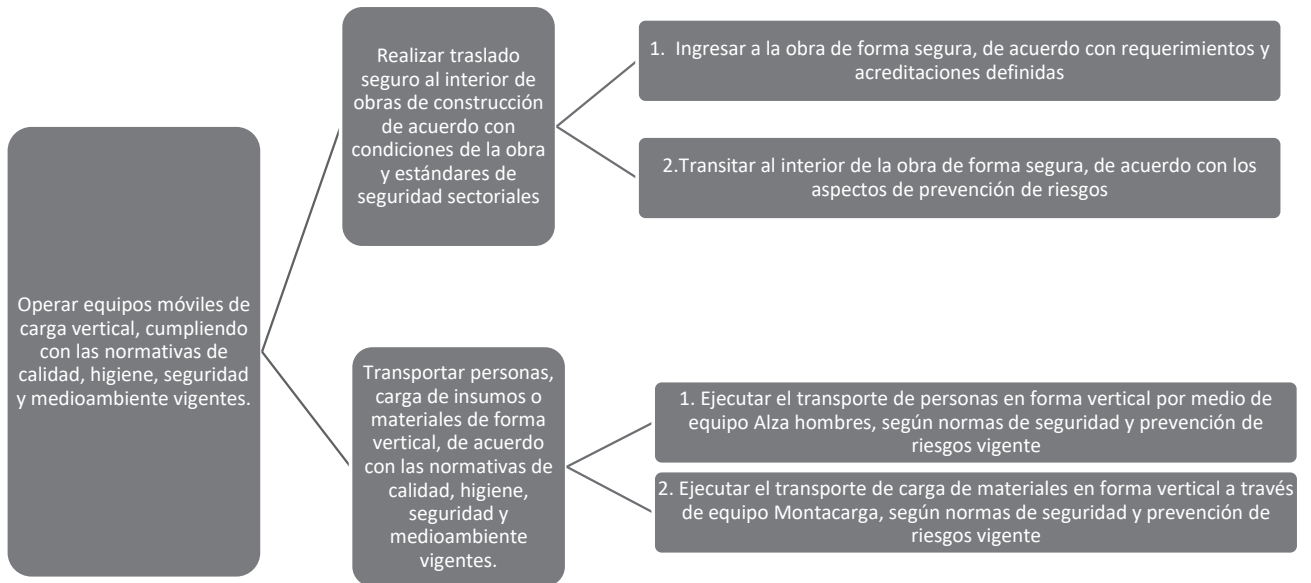 Operar equipos móviles de
carga vertical, cumpliendo
con las normativas de
calidad, higiene, seguridad
y medioambiente vigentes.
Realizar traslado
seguro al interior de
obras de construcción
de acuerdo con
condiciones de la obra
y estándares de
seguridad sectoriales
1. Ingresar a la obra de forma segura, de acuerdo con requerimientos y
acreditaciones definidas
2.Transitar al interior de la obra de forma segura, de acuerdo con los
aspectos de prevención de riesgos
Transportar personas,
carga de insumos o
materiales de forma
vertical, de acuerdo
con las normativas de
calidad, higiene,
seguridad y
medioambiente
vigentes.
1. Ejecutar el transporte de personas en forma vertical por medio de
equipo Alza hombres, según normas de seguridad y prevención de
riesgos vigente
2. Ejecutar el transporte de carga de materiales en forma vertical a través
de equipo Montacarga, según normas de seguridad y prevención de
riesgos vigente